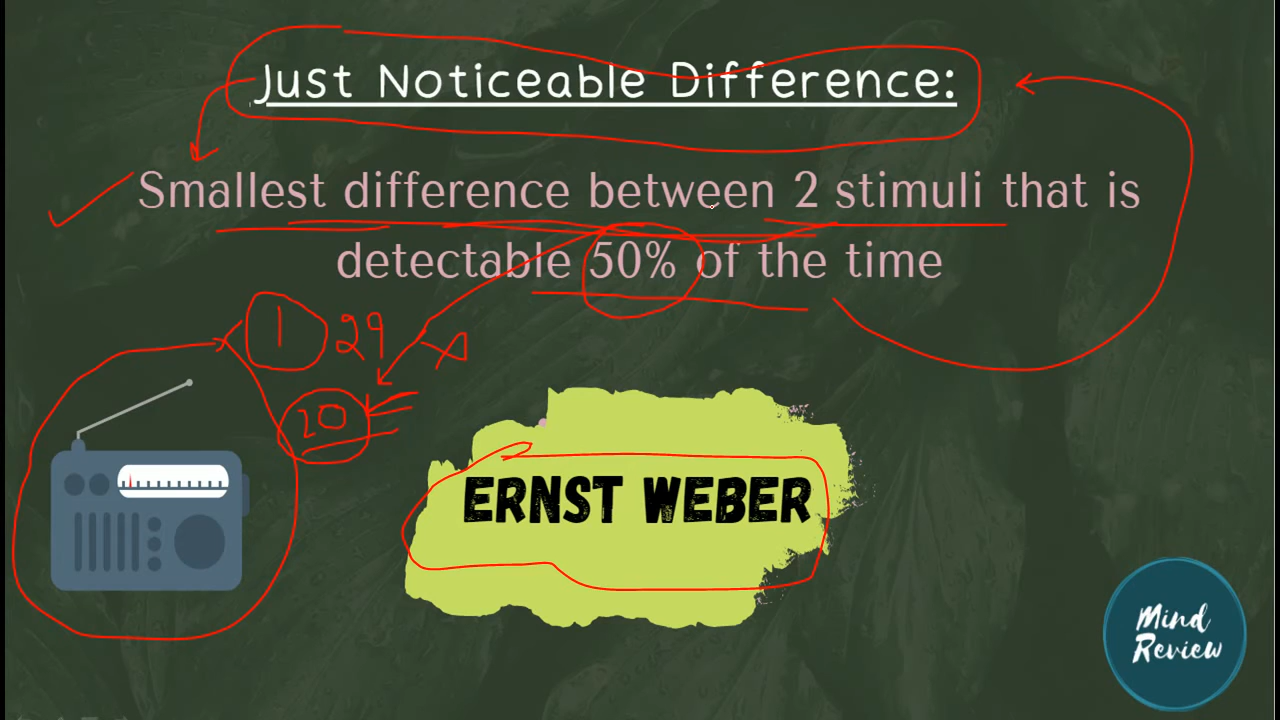 Just Noticeable Difference:
Smallest difference between 2 stimuli that is
detectable 50% of the time
1 29
20
ERNST WEBER
Mind
Review